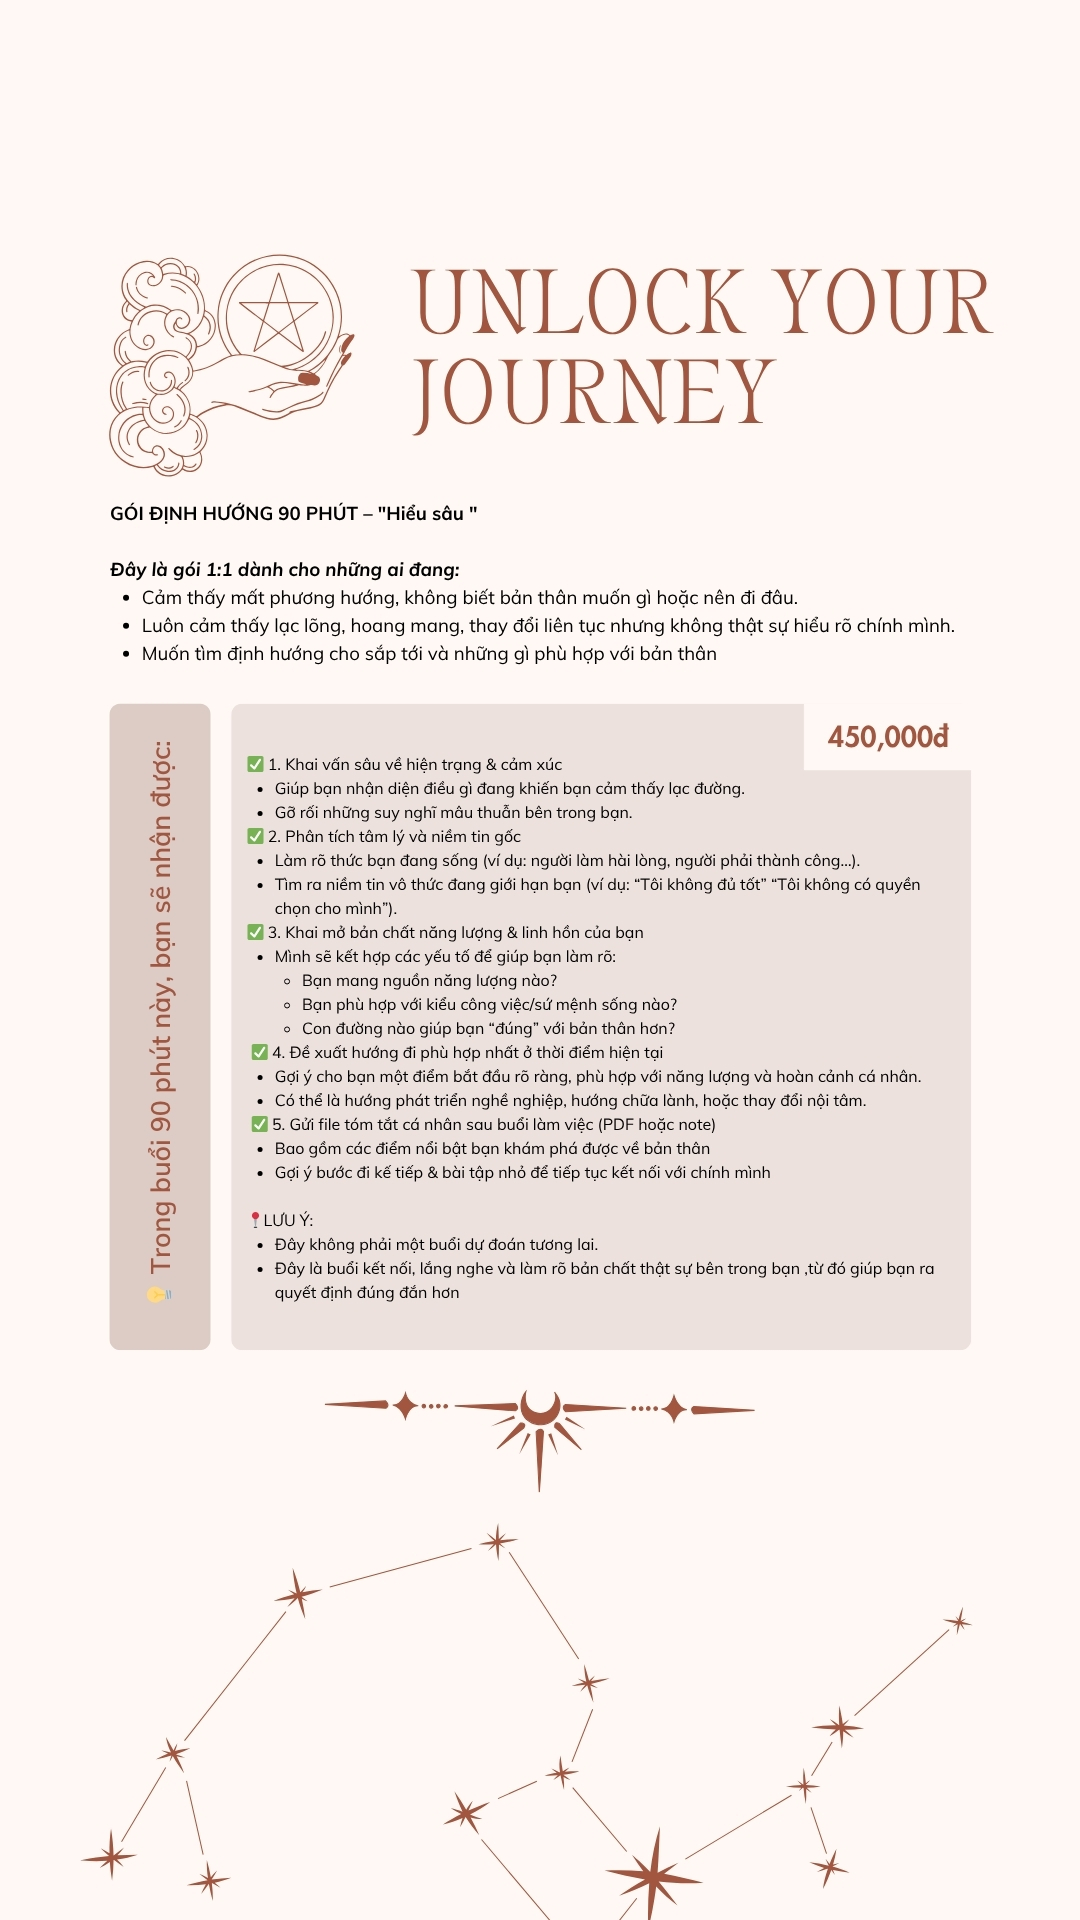 UNLOCK YOUR
JOURNEY
GÓI ĐỊNH HƯỚNG 90 PHÚT – "Hiểu sâu "
Đây là gói 1:1 dành cho những ai đang:
• Cảm thấy mất phương hướng, không biết bản thân muốn gì hoặc nên đi đâu.
• Luôn cảm thấy lạc lõng, hoang mang, thay đổi liên tục nhưng không thật sự hiểu rõ chính mình.
• Muốn tìm định hướng cho sắp tới và những gì phù hợp với bản thân
👉 Trong buổi 90 phút này, bạn sẽ nhận được:
450,000đ
✅ 1. Khai vấn sâu về hiện trạng & cảm xúc
• Giúp bạn nhận diện điều gì đang khiến bạn cảm thấy lạc đường.
• Gỡ rối những suy nghĩ mâu thuẫn bên trong bạn.
✅ 2. Phân tích tâm lý và niềm tin gốc
• Làm rõ thức bạn đang sống (ví dụ: người làm hài lòng, người phải thành công...).
• Tìm ra niềm tin vô thức đang giới hạn bạn (ví dụ: “Tôi không đủ tốt” “Tôi không có quyền
chọn cho mình”).
✅ 3. Khai mở bản chất năng lượng & linh hồn của bạn
• Mình sẽ kết hợp các yếu tố để giúp bạn làm rõ:
◦ Bạn mang nguồn năng lượng nào?
◦ Bạn phù hợp với kiểu công việc/sứ mệnh sống nào?
◦ Con đường nào giúp bạn “đúng” với bản thân hơn?
✅ 4. Đề xuất hướng đi phù hợp nhất ở thời điểm hiện tại
• Gợi ý cho bạn một điểm bắt đầu rõ ràng, phù hợp với năng lượng và hoàn cảnh cá nhân.
• Có thể là hướng phát triển nghề nghiệp, hướng chữa lành, hoặc thay đổi nội tâm.
✅ 5. Gửi file tóm tắt cá nhân sau buổi làm việc (PDF hoặc note)
• Bao gồm các điểm nổi bật bạn khám phá được về bản thân
• Gợi ý bước đi kế tiếp & bài tập nhỏ để tiếp tục kết nối với chính mình
📍LƯU Ý:
• Đây không phải một buổi dự đoán tương lai.
• Đây là buổi kết nối, lắng nghe và làm rõ bản chất thật sự bên trong bạn ,từ đó giúp bạn ra
quyết định đúng đắn hơn